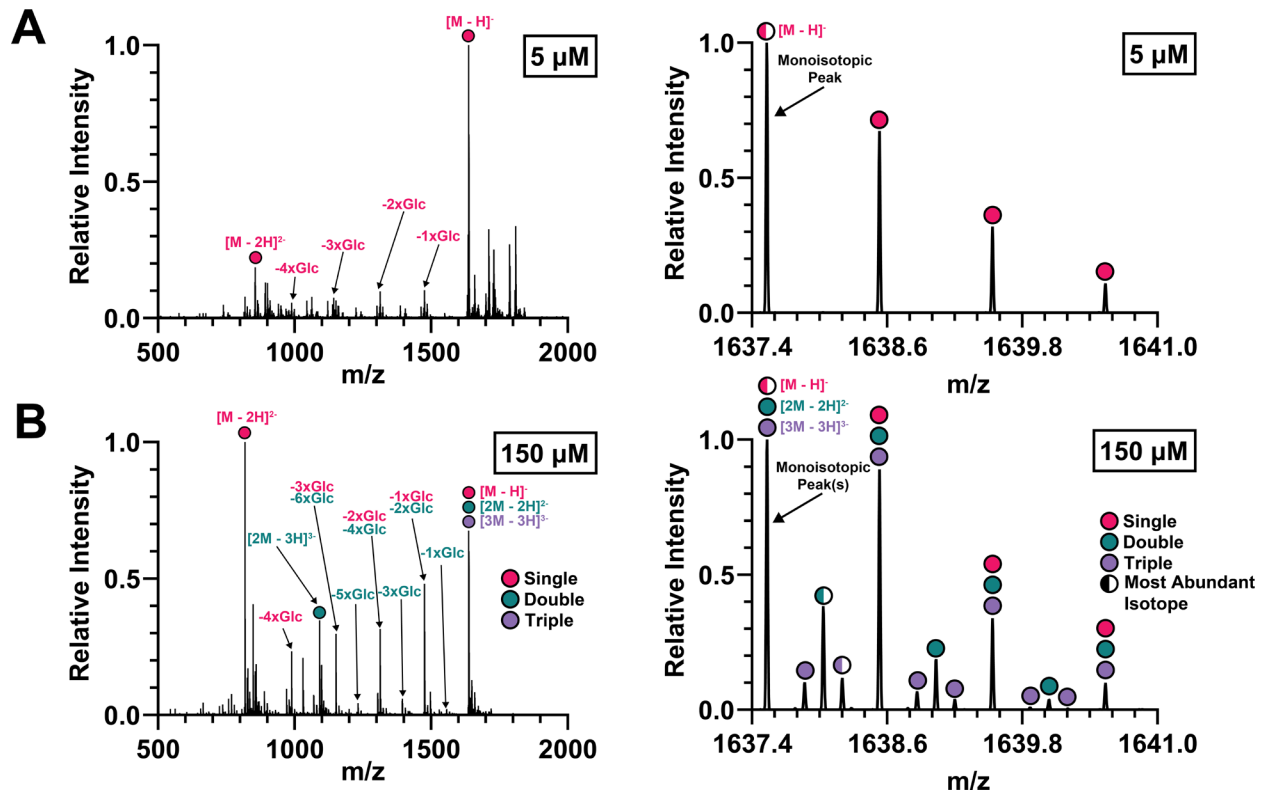 A
[M - H]⁻
5 µM
1.0
0.5
0.0
Relative Intensity
[M - 2H]²⁻
-4xGlc
-3xGlc
-2xGlc
-1xGlc
500
1000
1500
2000
m/z
[M - H]⁻
Monoisotopic
Peak
5 µM
1.0
0.5
0.0
Relative Intensity
1637.4
1638.6
1639.8
1641.0
m/z
B
[M - 2H]²⁻
150 µM
1.0
0.5
0.0
Relative Intensity
-3xGlc
-6xGlc
[2M - 3H]³⁻
-2xGlc
-4xGlc
-1xGlc
-2xGlc
[M - H]⁻
[2M - 2H]²⁻
[3M - 3H]³⁻
-1xGlc
-4xGlc
-5xGlc
-3xGlc
Single
Double
Triple
500
1000
1500
2000
m/z
[M - H]⁻
[2M - 2H]²⁻
[3M - 3H]³⁻
Monoisotopic
Peak(s)
150 µM
1.0
0.5
0.0
Relative Intensity
Single
Double
Triple
Most Abundant
Isotope
1637.4
1638.6
1639.8
1641.0
m/z